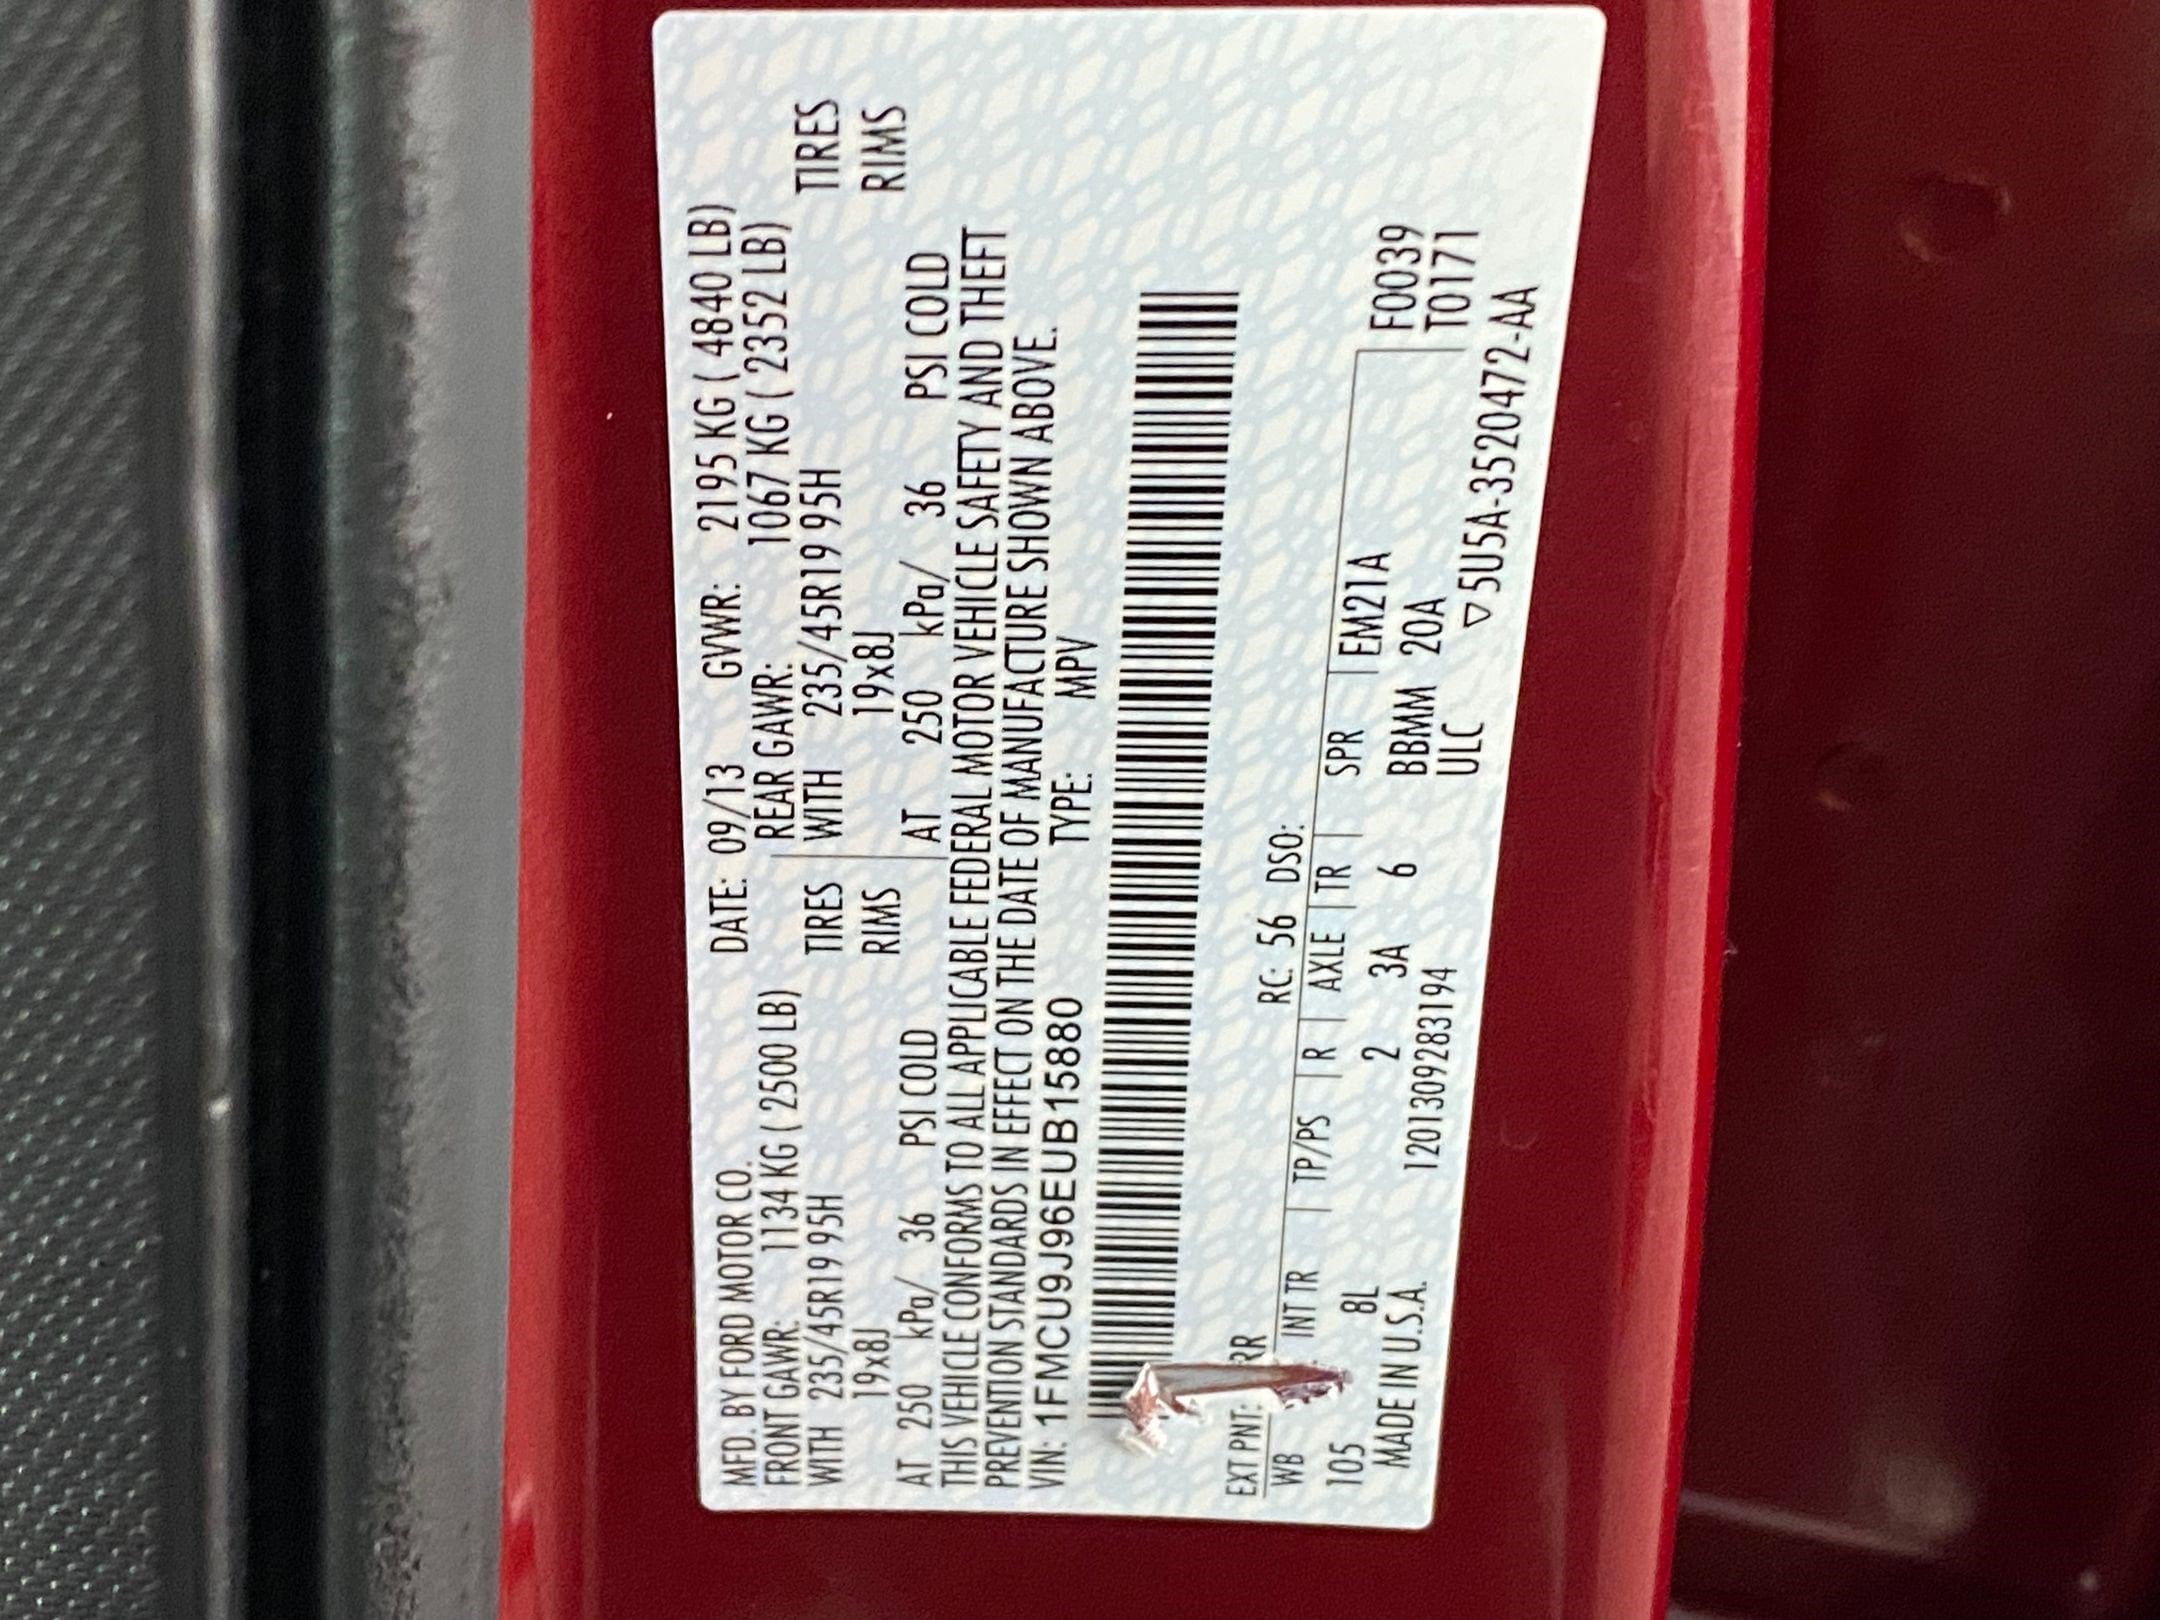 MFD. BY FORD MOTOR CO. DATE: 09/13 GVWR: 2195 KG ( 4840 LB)
FRONT GAWR: 1134 KG ( 2500 LB) REAR GAWR: 1067 KG ( 2352 LB)
WITH 235/45R19 95H TIRES WITH 235/45R19 95H TIRES
19x8J RIMS 19x8J RIMS
AT 250 kPa/ 36 PSI COLD AT 250 kPa/ 36 PSI COLD
THIS VEHICLE CONFORMS TO ALL APPLICABLE FEDERAL MOTOR VEHICLE SAFETY AND THEFT
PREVENTION STANDARDS IN EFFECT ON THE DATE OF MANUFACTURE SHOWN ABOVE.
VIN: 1FMCU9J96EUB15880 TYPE: MPV
EXT PNT: RR RC: 56 DSO:
WB INT TR TP/PS R AXLE TR SPR EM21A F0039
105 8L 2 3A 6 BBMM 20A T0171
MADE IN U.S.A. 1201309283194 ULC ▽5U5A-3520472-AA